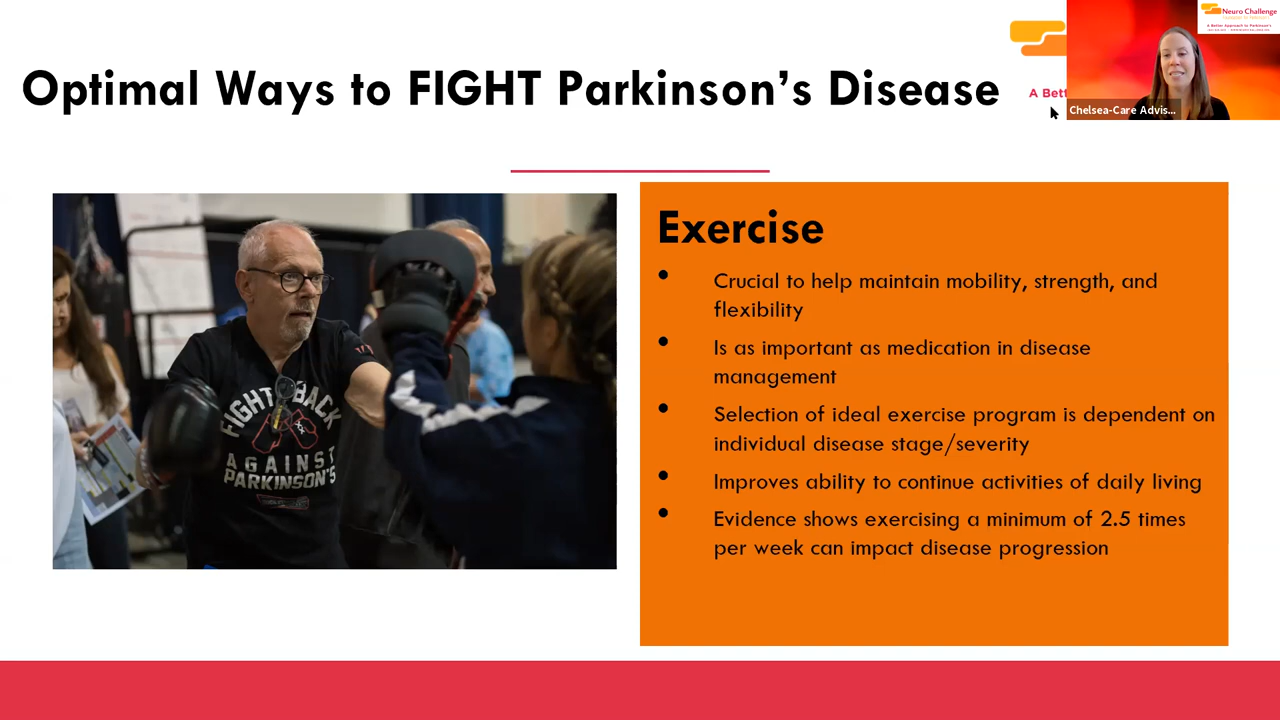 Optimal Ways to FIGHT Parkinson's Disease
A Bet
Neuro Challenge
A Better Approach to Parkinson's
Chelsea-Care Advis...
FIGHT BACK
AGAINST
PARKINSON'S
Exercise
• Crucial to help maintain mobility, strength, and
flexibility
• Is as important as medication in disease
management
• Selection of ideal exercise program is dependent on
individual disease stage/severity
• Improves ability to continue activities of daily living
• Evidence shows exercising a minimum of 2.5 times
per week can impact disease progression